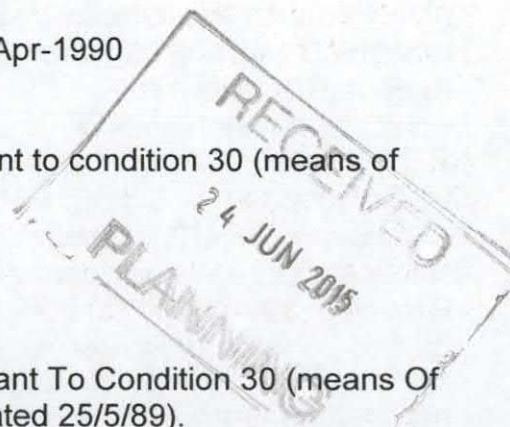 Apr-1990
nt to condition 30 (means of
RECEIVED
24 JUN 2015
PLANNING
ant To Condition 30 (means Of
ated 25/5/89).